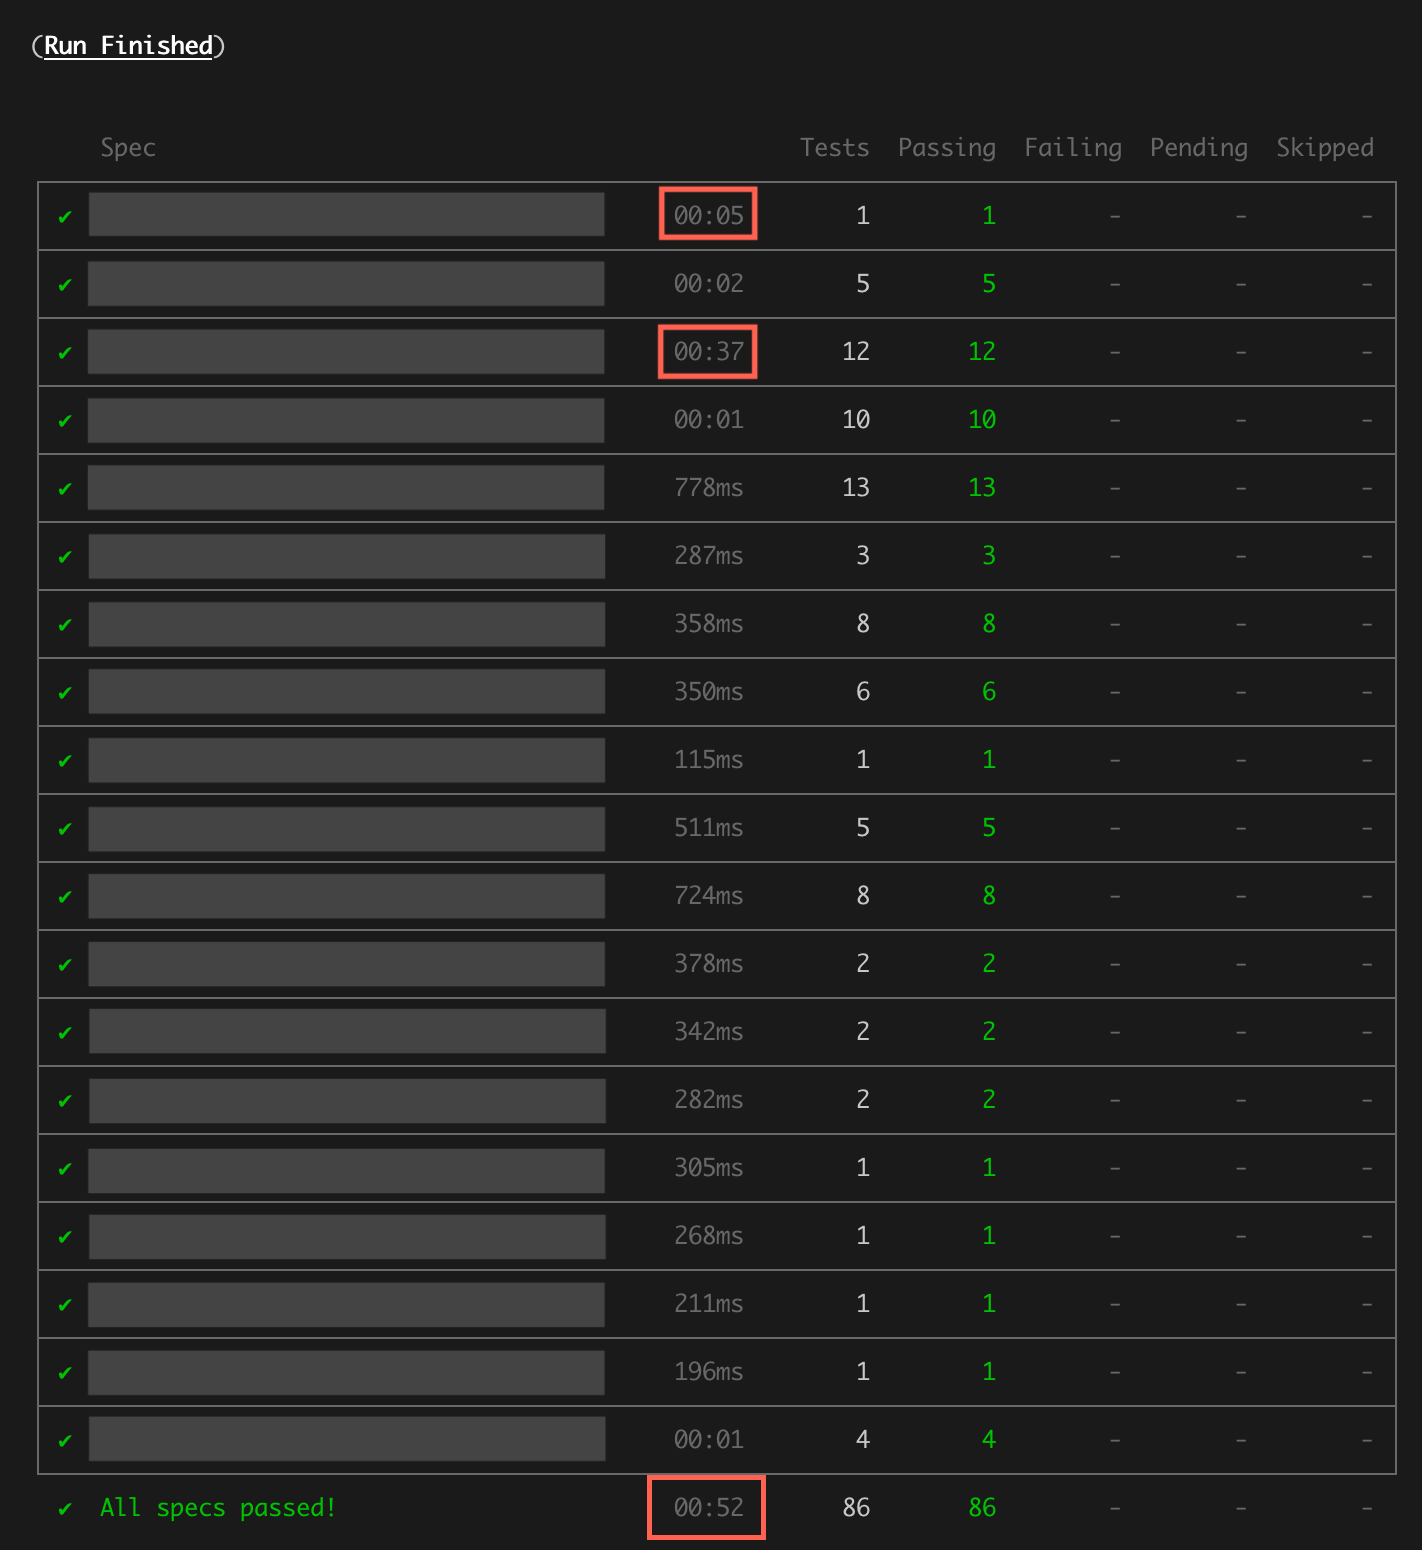 (Run Finished)
Spec Tests Passing Failing Pending Skipped
✔ 00:05 1 1 - - -
✔ 00:02 5 5 - - -
✔ 00:37 12 12 - - -
✔ 00:01 10 10 - - -
✔ 778ms 13 13 - - -
✔ 287ms 3 3 - - -
✔ 358ms 8 8 - - -
✔ 350ms 6 6 - - -
✔ 115ms 1 1 - - -
✔ 511ms 5 5 - - -
✔ 724ms 8 8 - - -
✔ 378ms 2 2 - - -
✔ 342ms 2 2 - - -
✔ 282ms 2 2 - - -
✔ 305ms 1 1 - - -
✔ 268ms 1 1 - - -
✔ 211ms 1 1 - - -
✔ 196ms 1 1 - - -
✔ 00:01 4 4 - - -
✔ All specs passed! 00:52 86 86 - - -